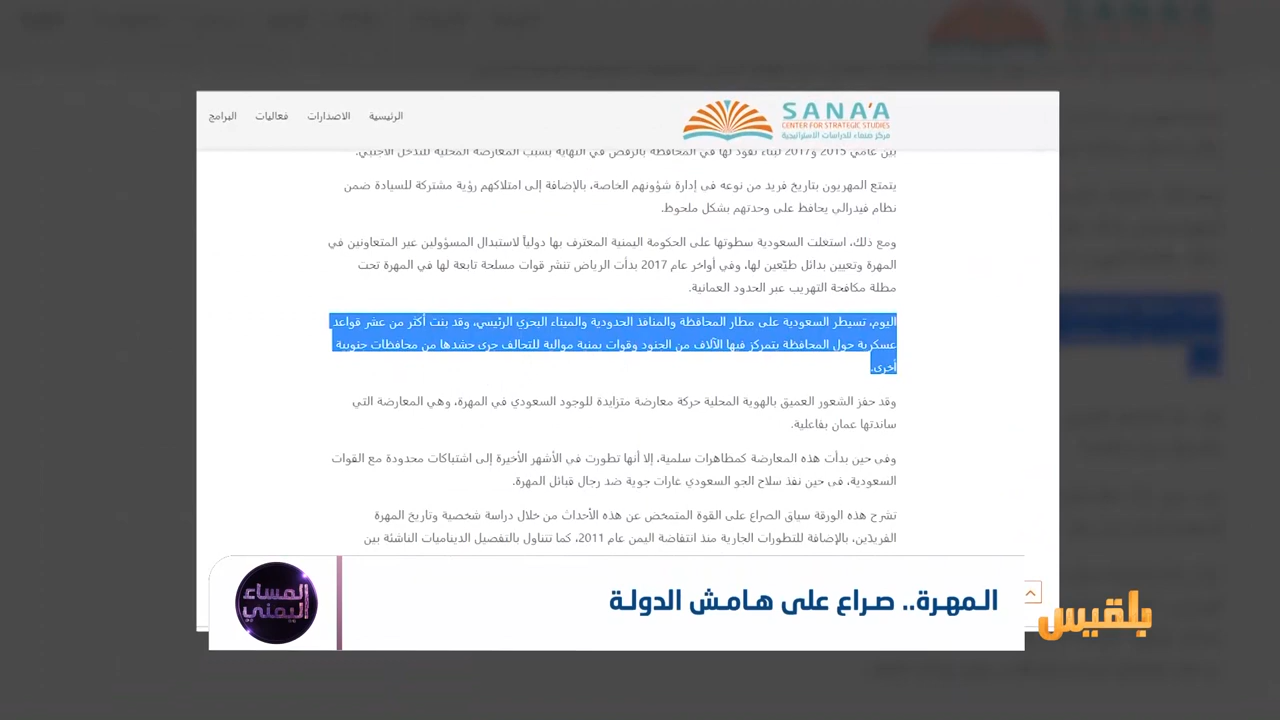 SANA'A
CENTER FOR STRATEGIC STUDIES
مركز صنعاء للدراسات الاستراتيجية
الرئيسية
الاصدارات
فعاليات
البرامج
بين عامي 2015 و2017 لبناء نفوذ لها في المحافظة بالرفض في النهاية بسبب المعارضة المحلية للتدخل الأجنبي.
يتمتع المهريون بتاريخ فريد من نوعه في إدارة شؤونهم الخاصة، بالإضافة إلى امتلاكهم رؤية مشتركة للسيادة ضمن
نظام فيدرالي يحافظ على وحدتهم بشكل ملحوظ.
ومع ذلك، استغلت السعودية سطوتها على الحكومة اليمنية المعترف بها دولياً لاستبدال المسؤولين غير المتعاونين في
المهرة وتعيين بدائل طيّعين لها، وفي أواخر عام 2017 بدأت الرياض تنشر قوات مسلحة تابعة لها في المهرة تحت
مظلة مكافحة التهريب عبر الحدود العمانية.
اليوم، تسيطر السعودية على مطار المحافظة والمنافذ الحدودية والميناء البحري الرئيسي، وقد بنت أكثر من عشر قواعد
عسكرية حول المحافظة يتمركز فيها الآلاف من الجنود وقوات يمنية موالية للتحالف جرى حشدها من محافظات جنوبية
أخرى.
وقد حفز الشعور العميق بالهوية المحلية حركة معارضة متزايدة للوجود السعودي في المهرة، وهي المعارضة التي
ساندتها عمان بفاعلية.
وفي حين بدأت هذه المعارضة كمظاهرات سلمية، إلا أنها تطورت في الأشهر الأخيرة إلى اشتباكات محدودة مع القوات
السعودية، في حين نفذ سلاح الجو السعودي غارات جوية ضد رجال قبائل المهرة.
تشرح هذه الورقة سياق الصراع على القوة المتمخض عن هذه الأحداث من خلال دراسة شخصية وتاريخ المهرة
الفريدَين، بالإضافة للتطورات الجارية منذ انتفاضة اليمن عام 2011، كما تتناول بالتفصيل الديناميات الناشئة بين
المهرة.. صراع على هامش الدولة
المساء
اليمني
بلقيس